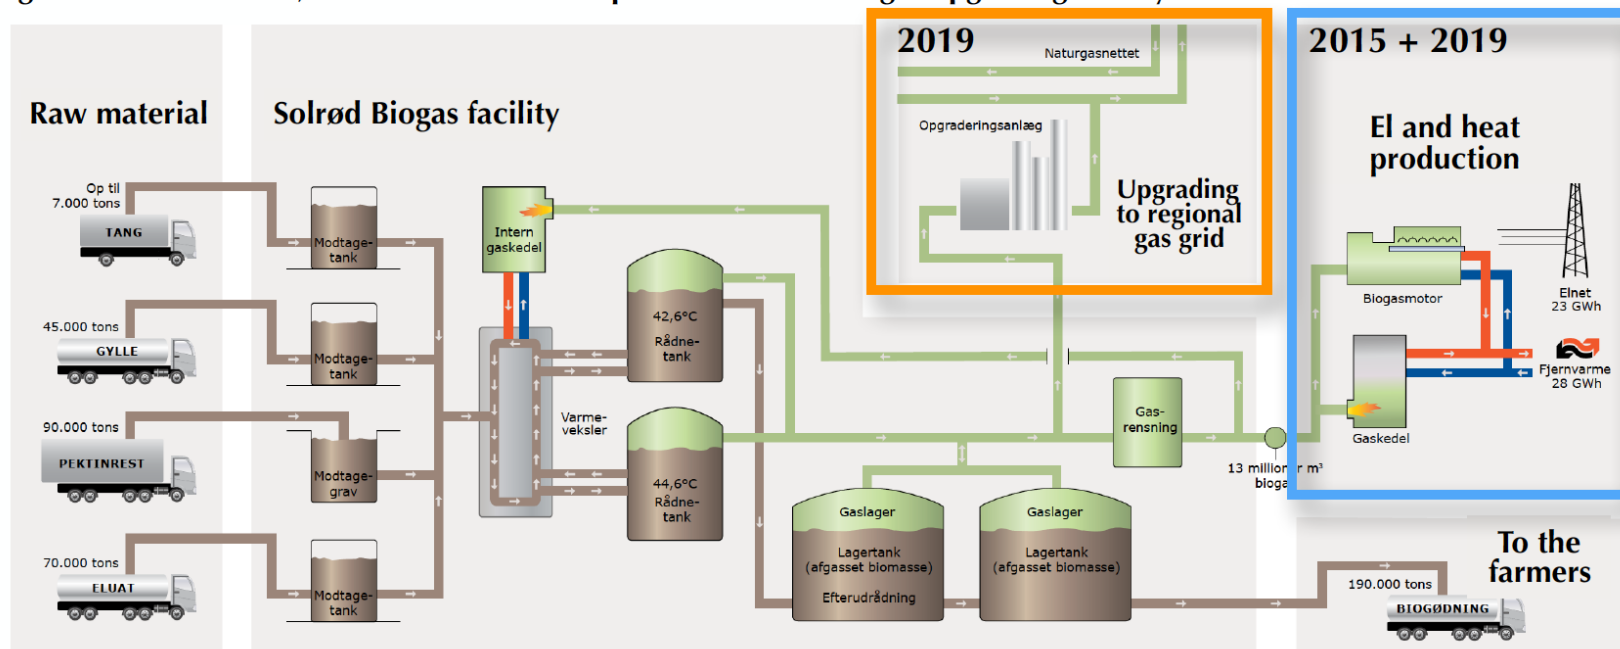 2019
2015 + 2019
Naturgasnettet
Raw material
Solrød Biogas facility
El and heat
production
Opgraderingsanlæg
Upgrading
to regional
gas grid
Op til
7.000 tons
TANG
Modtage-
tank
Intern
gaskedel
Biogasmotor
Elnet
23 GWh
45.000 tons
GYLLE
Modtage-
tank
42,6°C
Rådne-
tank
Fjernvarme
28 GWh
Varme-
veksler
Gas-
rensning
Gaskedel
90.000 tons
PEKTINREST
Modtage-
grav
44,6°C
Rådne-
tank
13 millioner m³
Gaslager
Lagertank
(afgasset biomasse)
Efterudrådning
Gaslager
Lagertank
(afgasset biomasse)
70.000 tons
ELUAT
Modtage-
tank
To the
farmers
190.000 tons
BIOGØDNING